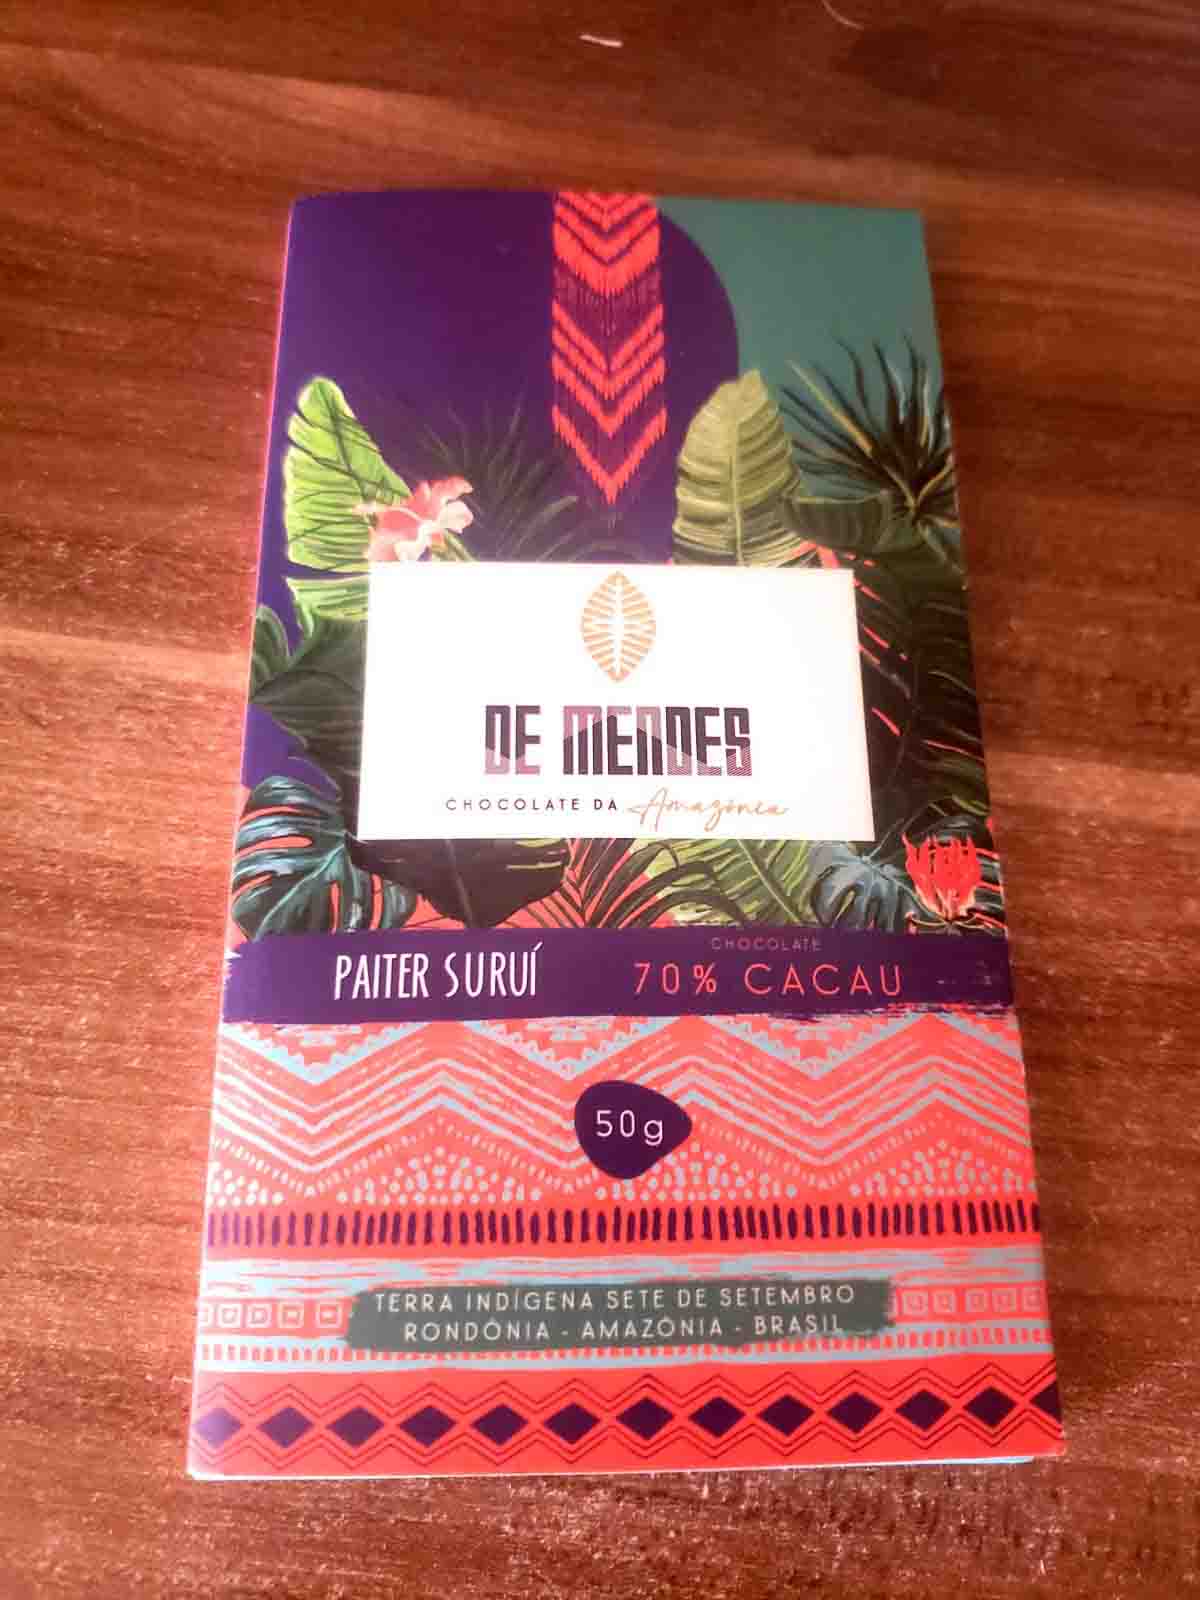 DE MENDES
CHOCOLATE DA Amazônia
PAITER SURUÍ
CHOCOLATE
70% CACAU
50g
TERRA INDÍGENA SETE DE SETEMBRO
RONDÔNIA - AMAZÔNIA - BRASIL